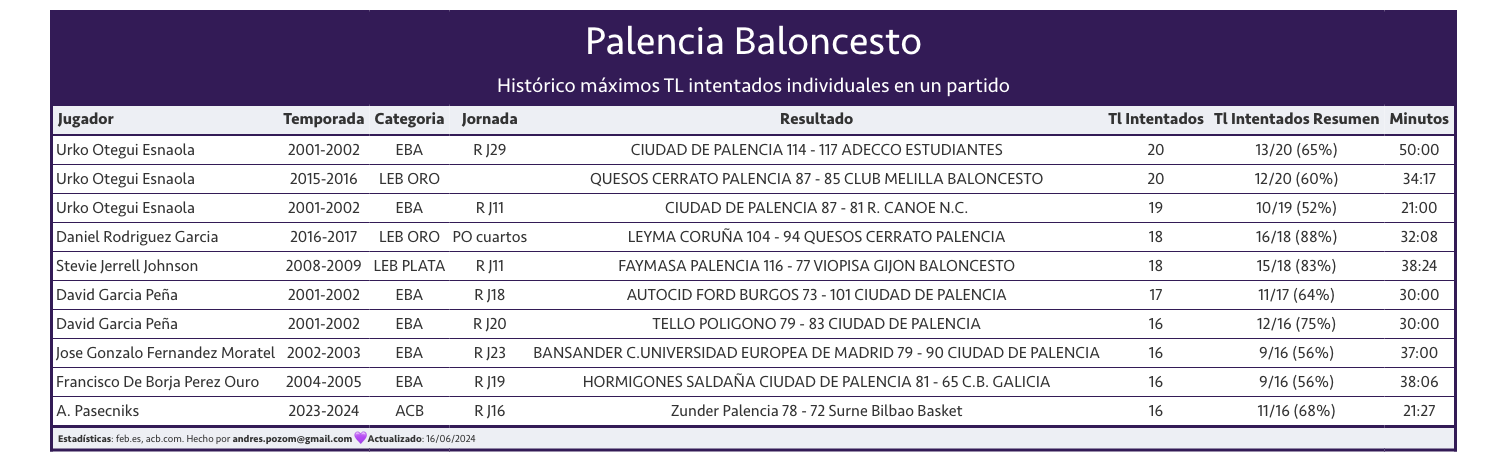 Palencia Baloncesto
Histórico máximos TL intentados individuales en un partido
Jugador Temporada Categoria Jornada Resultado Tl Intentados Tl Intentados Resumen Minutos
Urko Otegui Esnaola 2001-2002 EBA R J29 CIUDAD DE PALENCIA 114 - 117 ADECCO ESTUDIANTES 20 13/20 (65%) 50:00
Urko Otegui Esnaola 2015-2016 LEB ORO QUESOS CERRATO PALENCIA 87 - 85 CLUB MELILLA BALONCESTO 20 12/20 (60%) 34:17
Urko Otegui Esnaola 2001-2002 EBA R J11 CIUDAD DE PALENCIA 87 - 81 R. CANOE N.C. 19 10/19 (52%) 21:00
Daniel Rodriguez Garcia 2016-2017 LEB ORO PO cuartos LEYMA CORUÑA 104 - 94 QUESOS CERRATO PALENCIA 18 16/18 (88%) 32:08
Stevie Jerrell Johnson 2008-2009 LEB PLATA R J11 FAYMASA PALENCIA 116 - 77 VIOPISA GIJON BALONCESTO 18 15/18 (83%) 38:24
David Garcia Peña 2001-2002 EBA R J18 AUTOCID FORD BURGOS 73 - 101 CIUDAD DE PALENCIA 17 11/17 (64%) 30:00
David Garcia Peña 2001-2002 EBA R J20 TELLO POLIGONO 79 - 83 CIUDAD DE PALENCIA 16 12/16 (75%) 30:00
Jose Gonzalo Fernandez Moratel 2002-2003 EBA R J23 BANSANDER C.UNIVERSIDAD EUROPEA DE MADRID 79 - 90 CIUDAD DE PALENCIA 16 9/16 (56%) 37:00
Francisco De Borja Perez Ouro 2004-2005 EBA R J19 HORMIGONES SALDAÑA CIUDAD DE PALENCIA 81 - 65 C.B. GALICIA 16 9/16 (56%) 38:06
A. Pasecniks 2023-2024 ACB R J16 Zunder Palencia 78 - 72 Surne Bilbao Basket 16 11/16 (68%) 21:27
Estadísticas: feb.es, acb.com. Hecho por andres.pozom@gmail.com 💜Actualizado: 16/06/2024